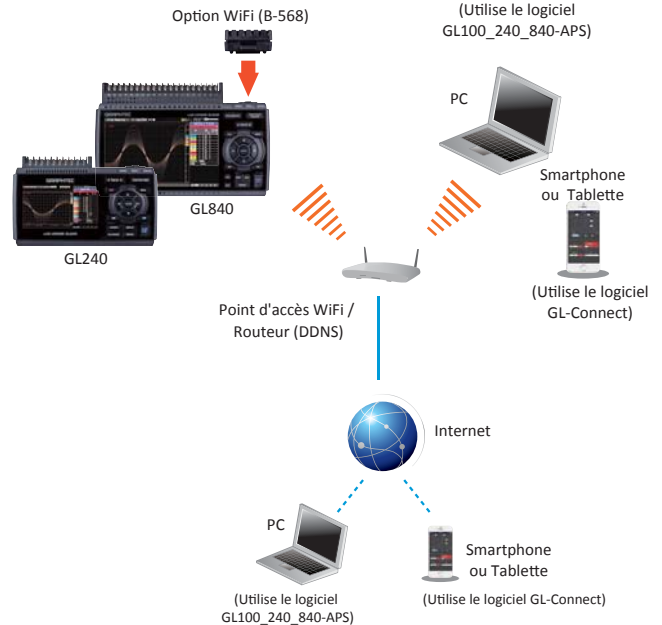 Option WiFi (B-568)
(Utilise le logiciel
GL100_240_840-APS)
PC
GRAPHTEC
GL840
GL240
Smartphone
ou Tablette
(Utilise le logiciel
GL-Connect)
Point d'accès WiFi /
Routeur (DDNS)
Internet
PC
(Utilise le logiciel
GL100_240_840-APS)
Smartphone
ou Tablette
(Utilise le logiciel GL-Connect)